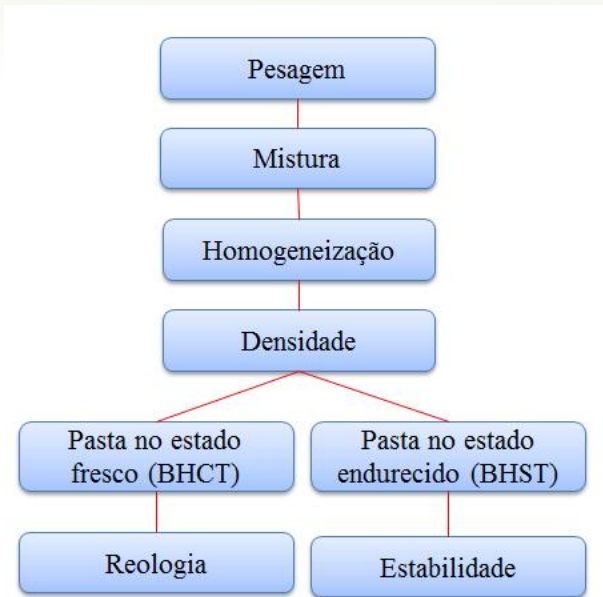 Pesagem
Mistura
Homogeneização
Densidade
Pasta no estado
fresco (BHCT)
Pasta no estado
endurecido (BHST)
Reologia
Estabilidade